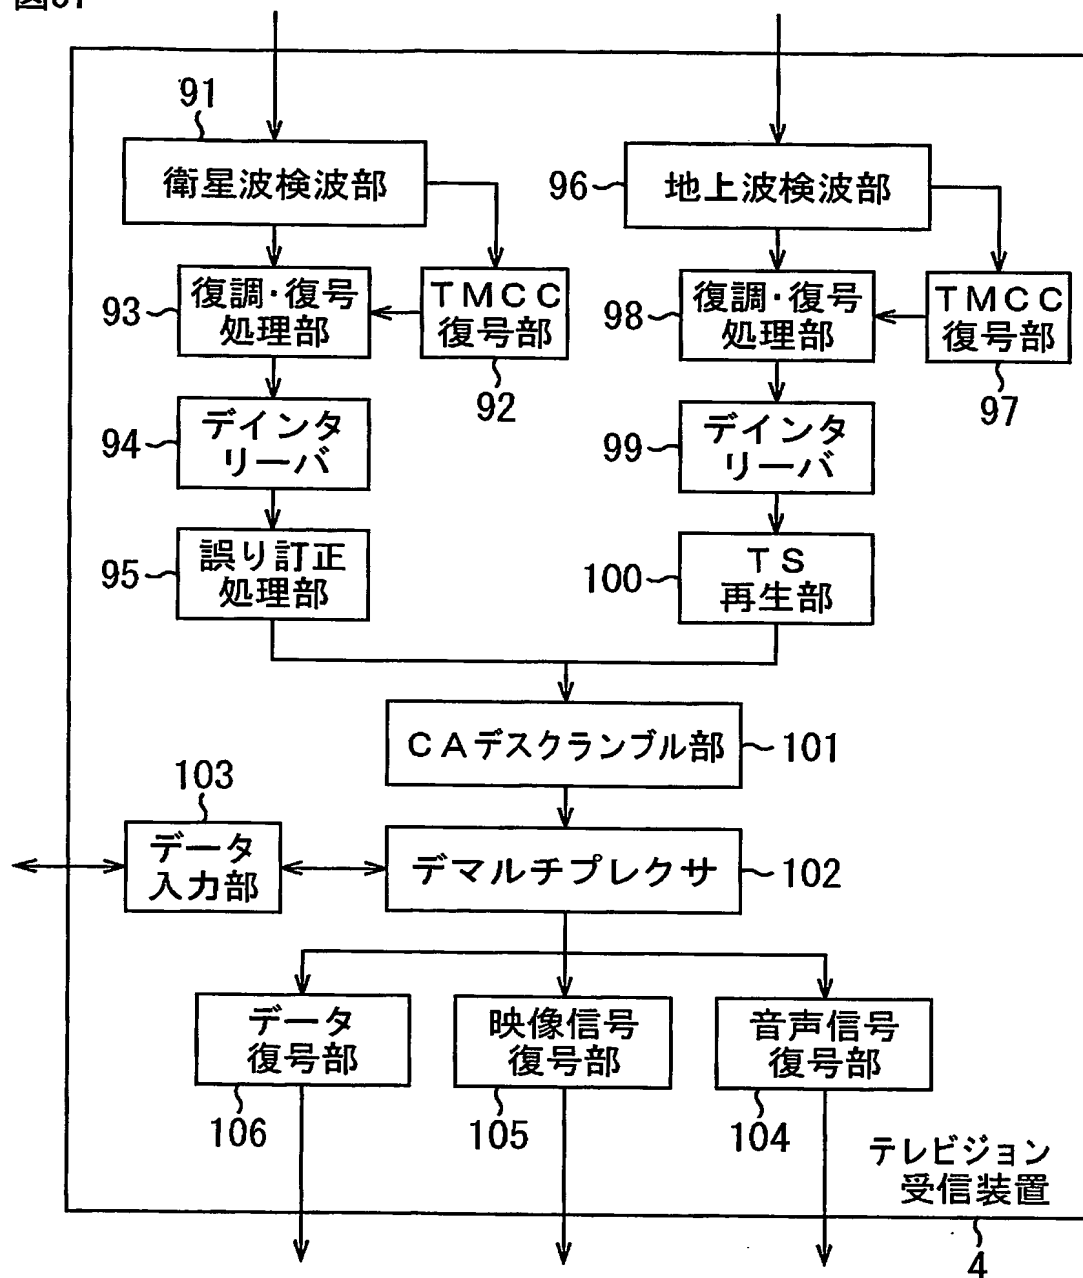 91
衛星波検波部
96
地上波検波部
93
復調・復号
処理部
TMCC
復号部
92
98
復調・復号
処理部
TMCC
復号部
97
94
デインタ
リーバ
99
デインタ
リーバ
95
誤り訂正
処理部
100
TS
再生部
CAデスクランブル部
101
103
データ
入力部
デマルチプレクサ
102
データ
復号部
106
映像信号
復号部
105
音声信号
復号部
104
テレビジョン
受信装置
4